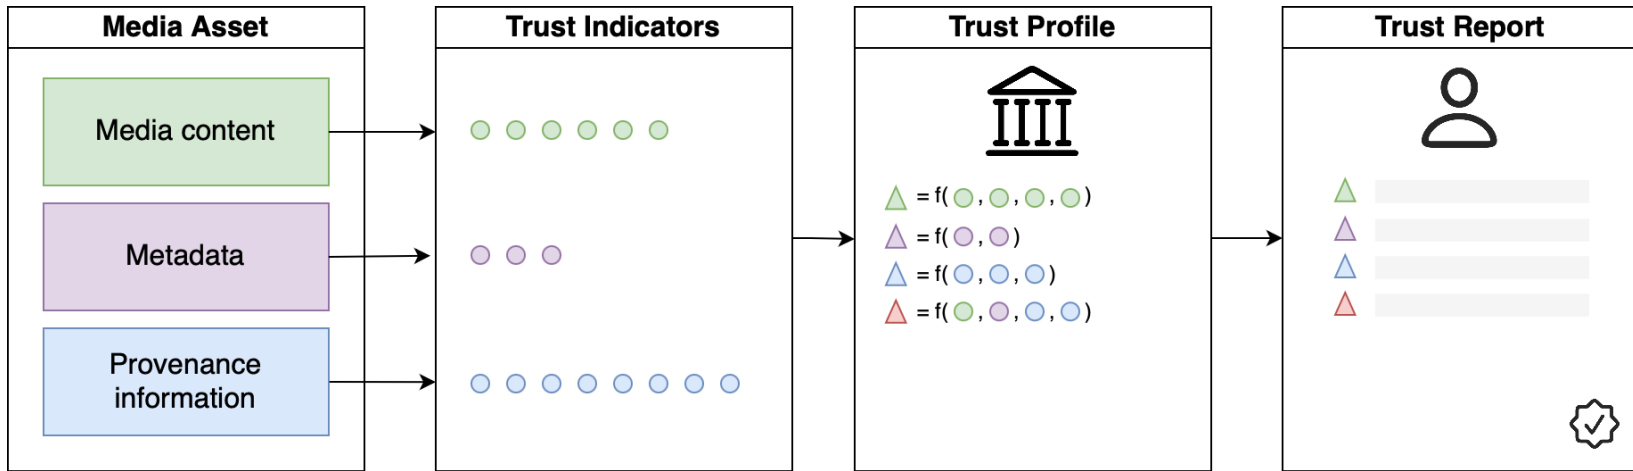 Media Asset
Trust Indicators
Trust Profile
Trust Report
Media content
Metadata
Provenance
information
= f( , , , )
= f( , )
= f( , , )
= f( , , , )